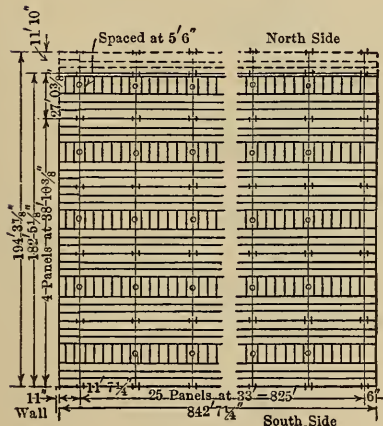 11′10″
Spaced at 5′6″
North Side
27′0⅜″
194′3⅞″
182′5⅞″
4 Panels at 38′10⅜″
11″
Wall
11′7¼″
25 Panels at 33′=825′
6″
842′7¼″
South Side